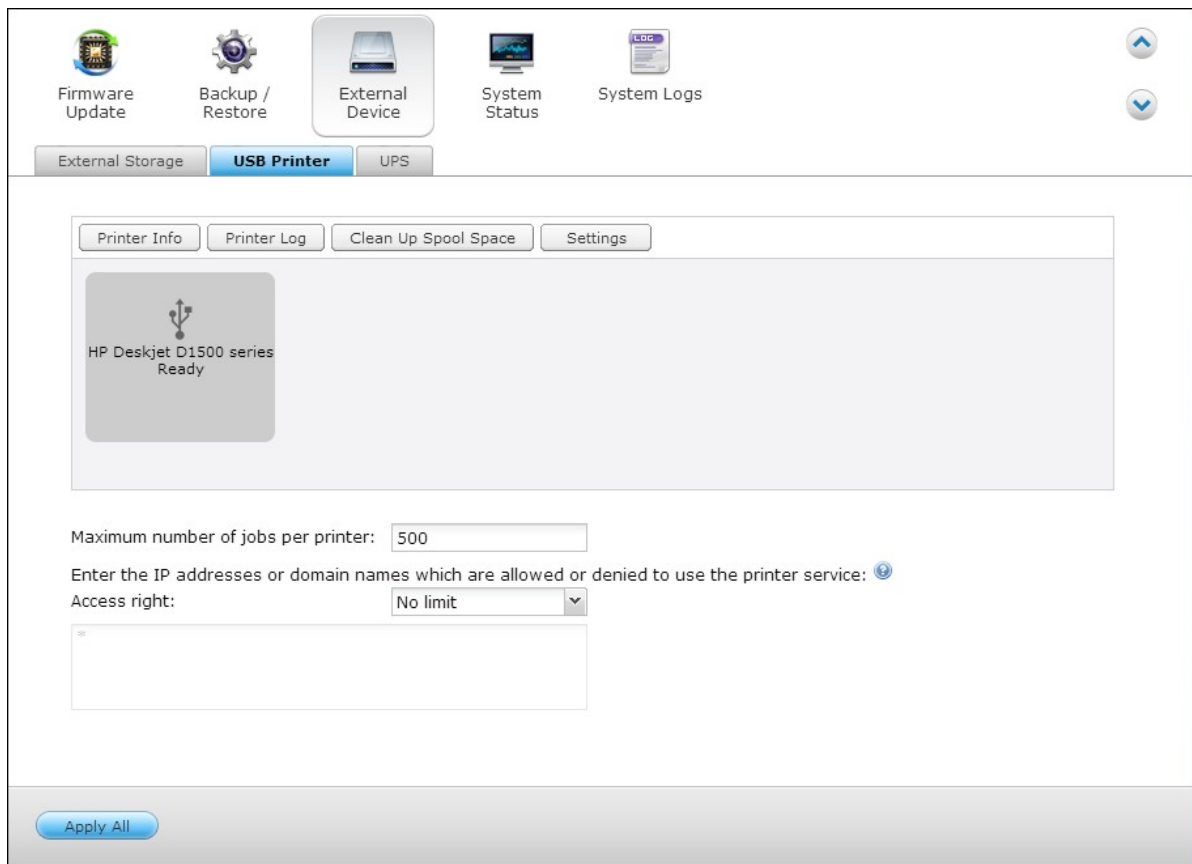 Firmware
Update
Backup /
Restore
External
Device
System
Status
LOG
System Logs
External Storage
USB Printer
UPS
Printer Info
Printer Log
Clean Up Spool Space
Settings
HP Deskjet D1500 series
Ready
Maximum number of jobs per printer:
500
Enter the IP addresses or domain names which are allowed or denied to use the printer service:
Access right:
No limit
*
Apply All